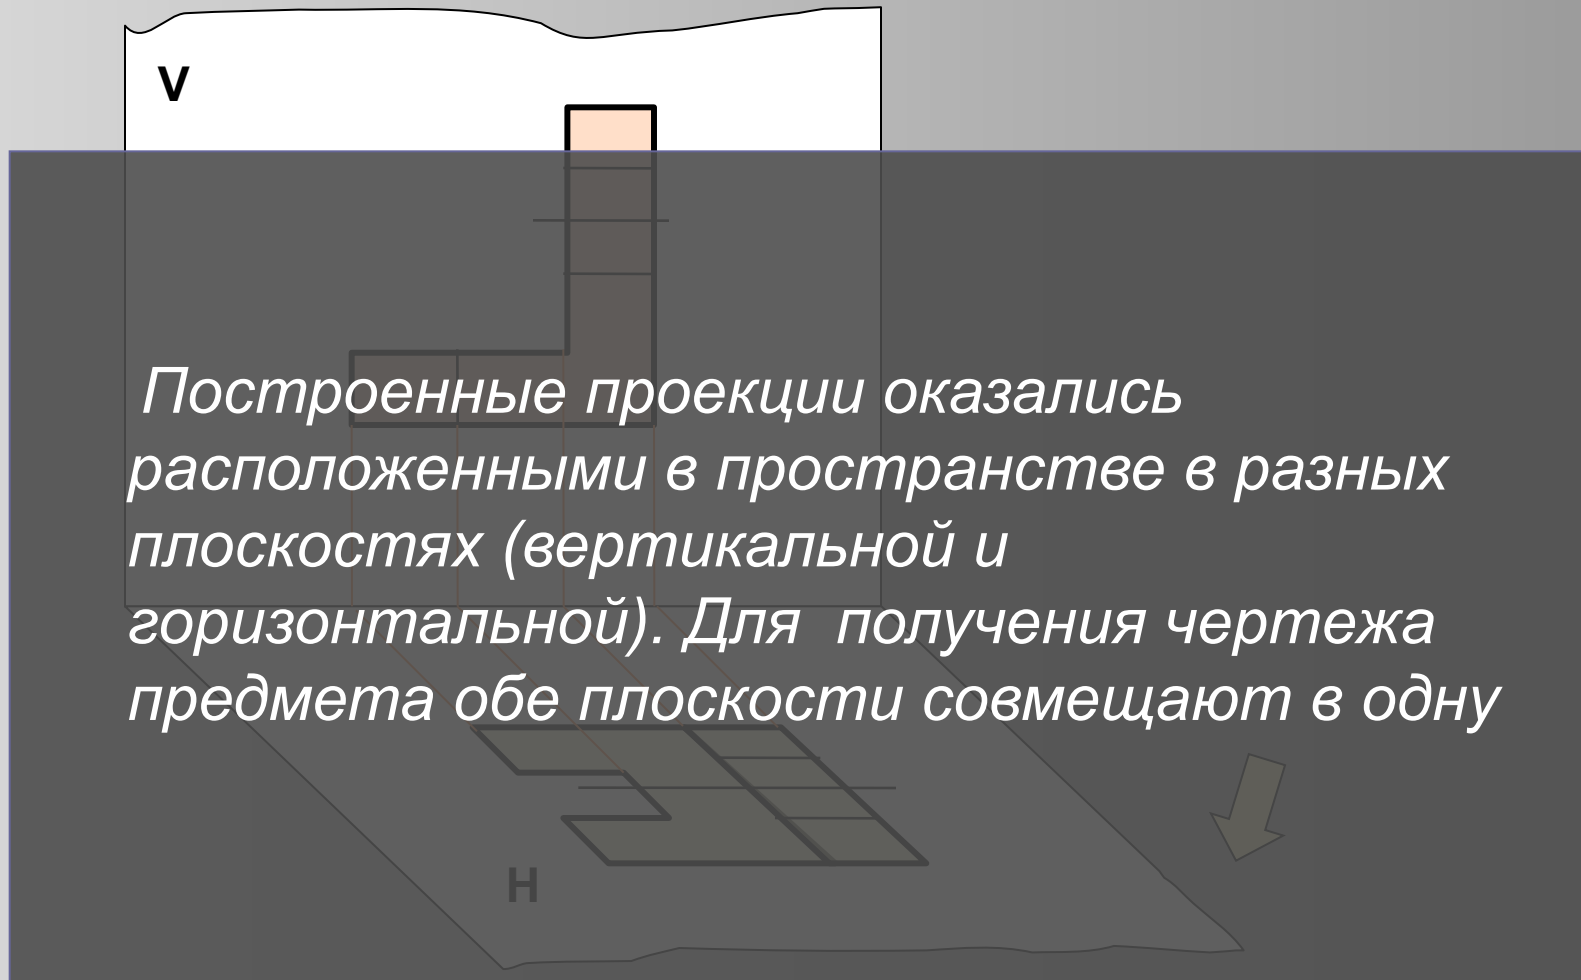 V
Построенные проекции оказались
расположенными в пространстве в разных
плоскостях (вертикальной и
горизонтальной). Для  получения чертежа
предмета обе плоскости совмещают в одну
H